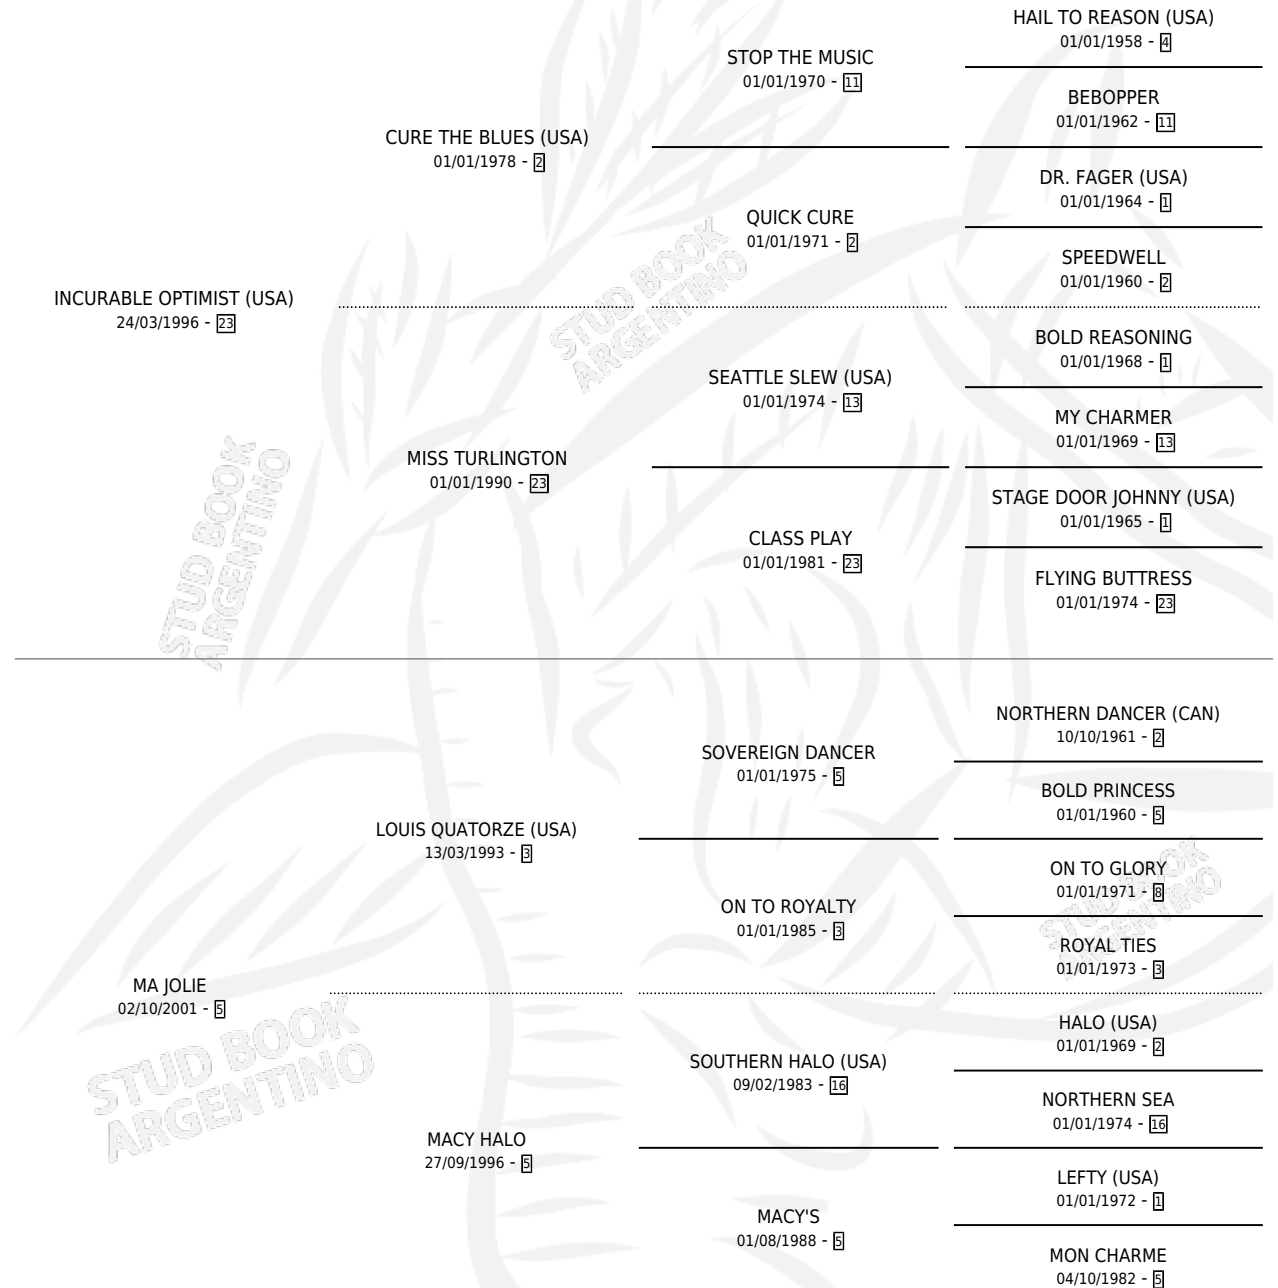 HAIL TO REASON (USA)
01/01/1958 - 4
STOP THE MUSIC
01/01/1970 - 11
BEBOPPER
01/01/1962 - 11
CURE THE BLUES (USA)
01/01/1978 - 2
DR. FAGER (USA)
01/01/1964 - 1
QUICK CURE
01/01/1971 - 2
SPEEDWELL
01/01/1960 - 2
INCURABLE OPTIMIST (USA)
24/03/1996 - 23
STUD BOOK
ARGENTINO
BOLD REASONING
01/01/1968 - 1
SEATTLE SLEW (USA)
01/01/1974 - 13
MY CHARMER
01/01/1969 - 13
MISS TURLINGTON
01/01/1990 - 23
STAGE DOOR JOHNNY (USA)
01/01/1965 - 1
CLASS PLAY
01/01/1981 - 23
FLYING BUTTRESS
01/01/1974 - 23
STUD BOOK
ARGENTINO
NORTHERN DANCER (CAN)
10/10/1961 - 2
SOVEREIGN DANCER
01/01/1975 - 5
BOLD PRINCESS
01/01/1960 - 5
LOUIS QUATORZE (USA)
13/03/1993 - 3
ON TO GLORY
01/01/1971 - 8
ON TO ROYALTY
01/01/1985 - 3
STUD BOOK
ARGENTINO
ROYAL TIES
01/01/1973 - 3
MA JOLIE
02/10/2001 - 5
HALO (USA)
01/01/1969 - 2
STUD BOOK
ARGENTINO
SOUTHERN HALO (USA)
09/02/1983 - 16
NORTHERN SEA
01/01/1974 - 16
MACY HALO
27/09/1996 - 5
LEFTY (USA)
01/01/1972 - 1
MACY'S
01/08/1988 - 5
MON CHARME
04/10/1982 - 5